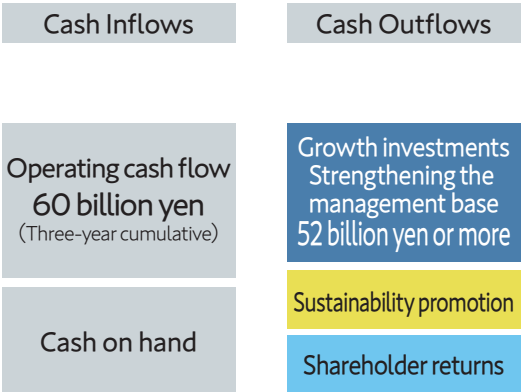 Cash Inflows
Cash Outflows
Operating cash flow
60 billion yen
(Three-year cumulative)
Cash on hand
Growth investments
Strengthening the
management base
52 billion yen or more
Sustainability promotion
Shareholder returns